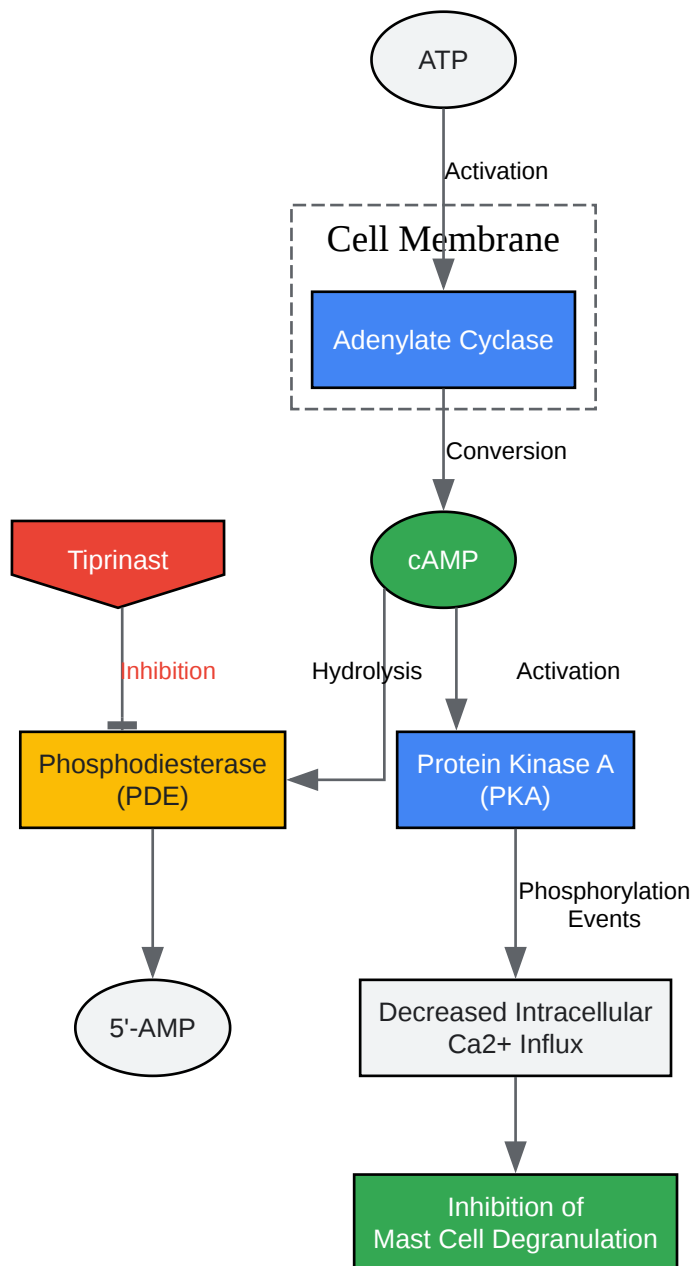 ATP
Activation
Cell Membrane
Adenylate Cyclase
Conversion
Tiprinast
cAMP
Inhibition
Hydrolysis
Activation
Phosphodiesterase
(PDE)
Protein Kinase A
(PKA)
Phosphorylation
Events
5'-AMP
Decreased Intracellular
Ca2+ Influx
Inhibition of
Mast Cell Degranulation